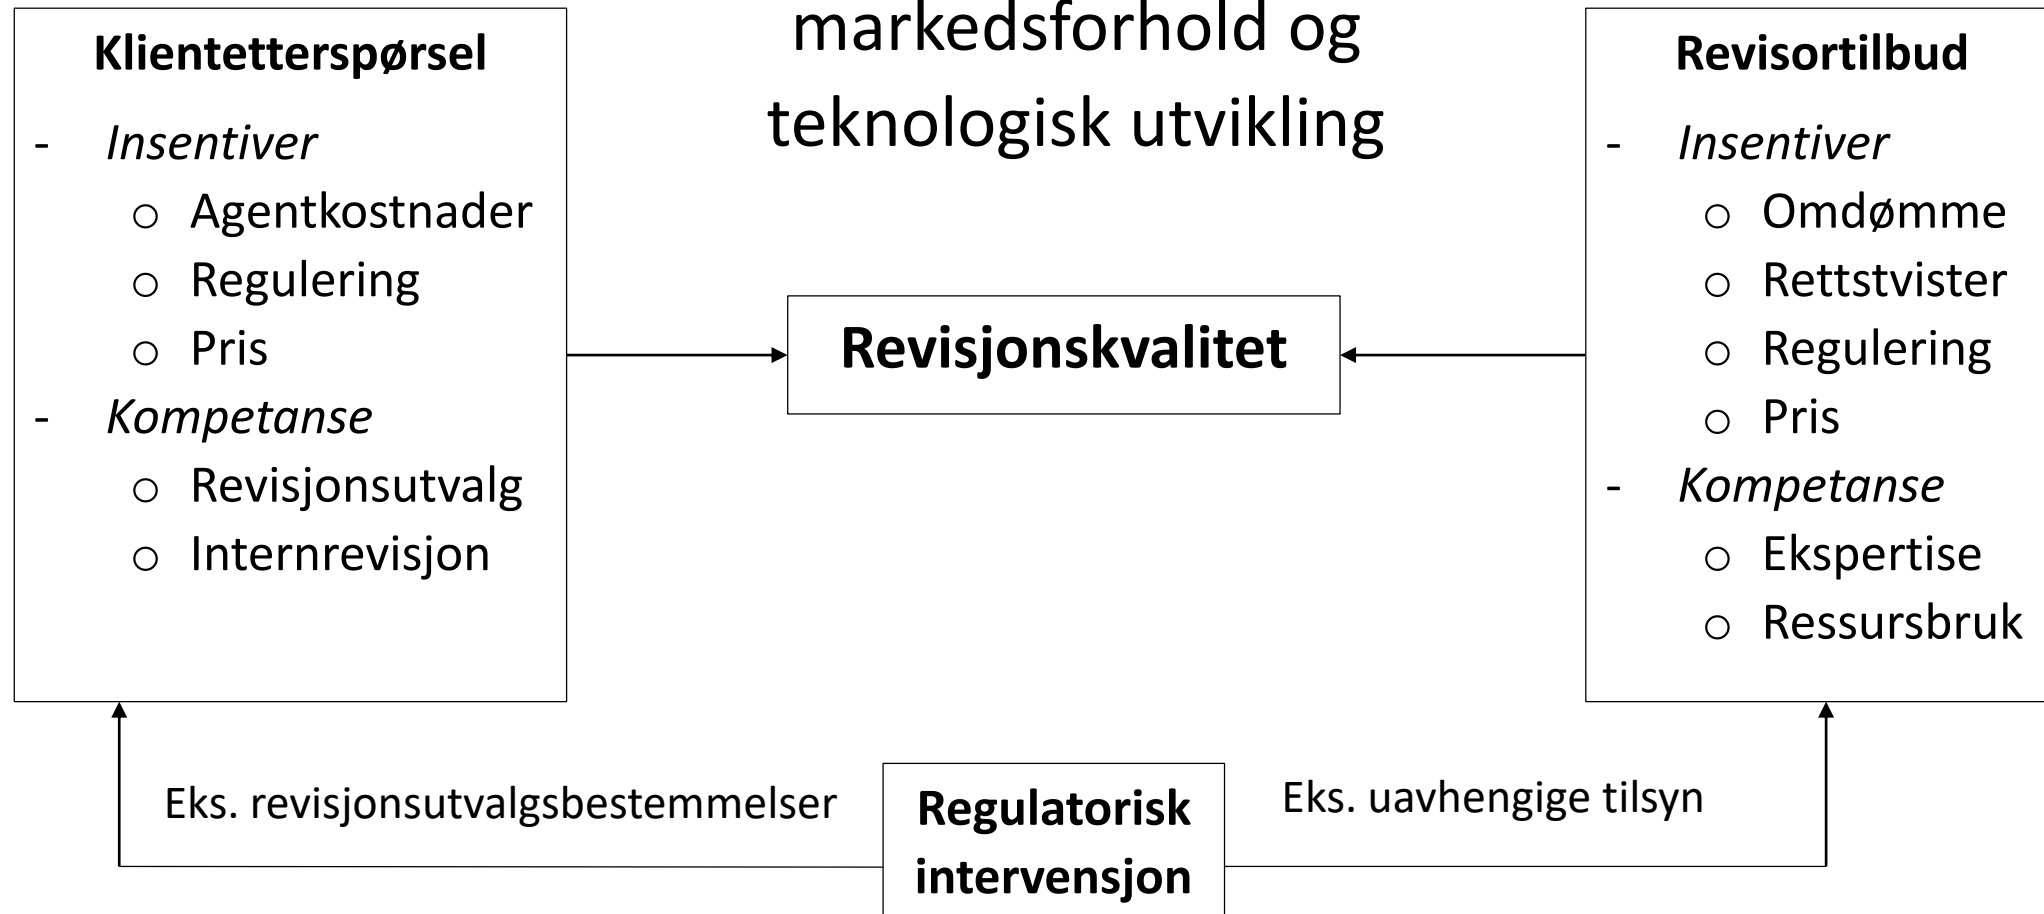 markedsforhold og
teknologisk utvikling
Klientetterspørsel
- Insentiver
○ Agentkostnader
○ Regulering
○ Pris
- Kompetanse
○ Revisjonsutvalg
○ Internrevisjon
Revisjonskvalitet
Revisortilbud
- Insentiver
○ Omdømme
○ Rettstvister
○ Regulering
○ Pris
- Kompetanse
○ Ekspertise
○ Ressursbruk
Eks. revisjonsutvalgsbestemmelser
Regulatorisk
intervensjon
Eks. uavhengige tilsyn